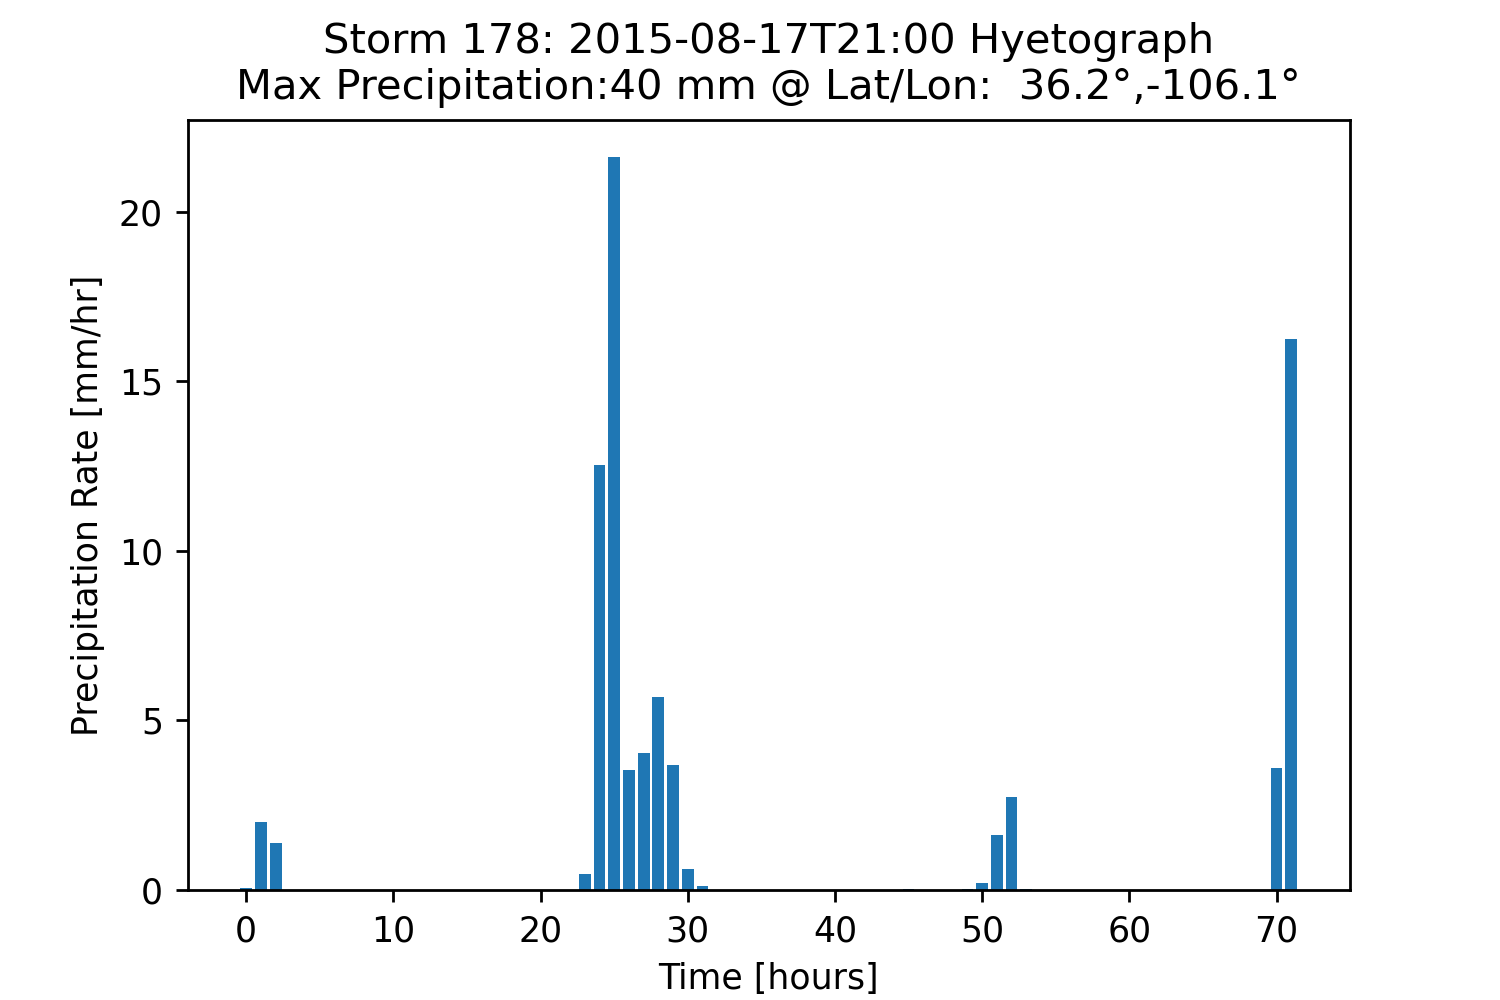 Storm 178: 2015-08-17T21:00 Hyetograph
Max Precipitation:40 mm @ Lat/Lon:  36.2°,-106.1°
Precipitation Rate [mm/hr]
20
15
10
5
0
0 10 20 30 40 50 60 70
Time [hours]